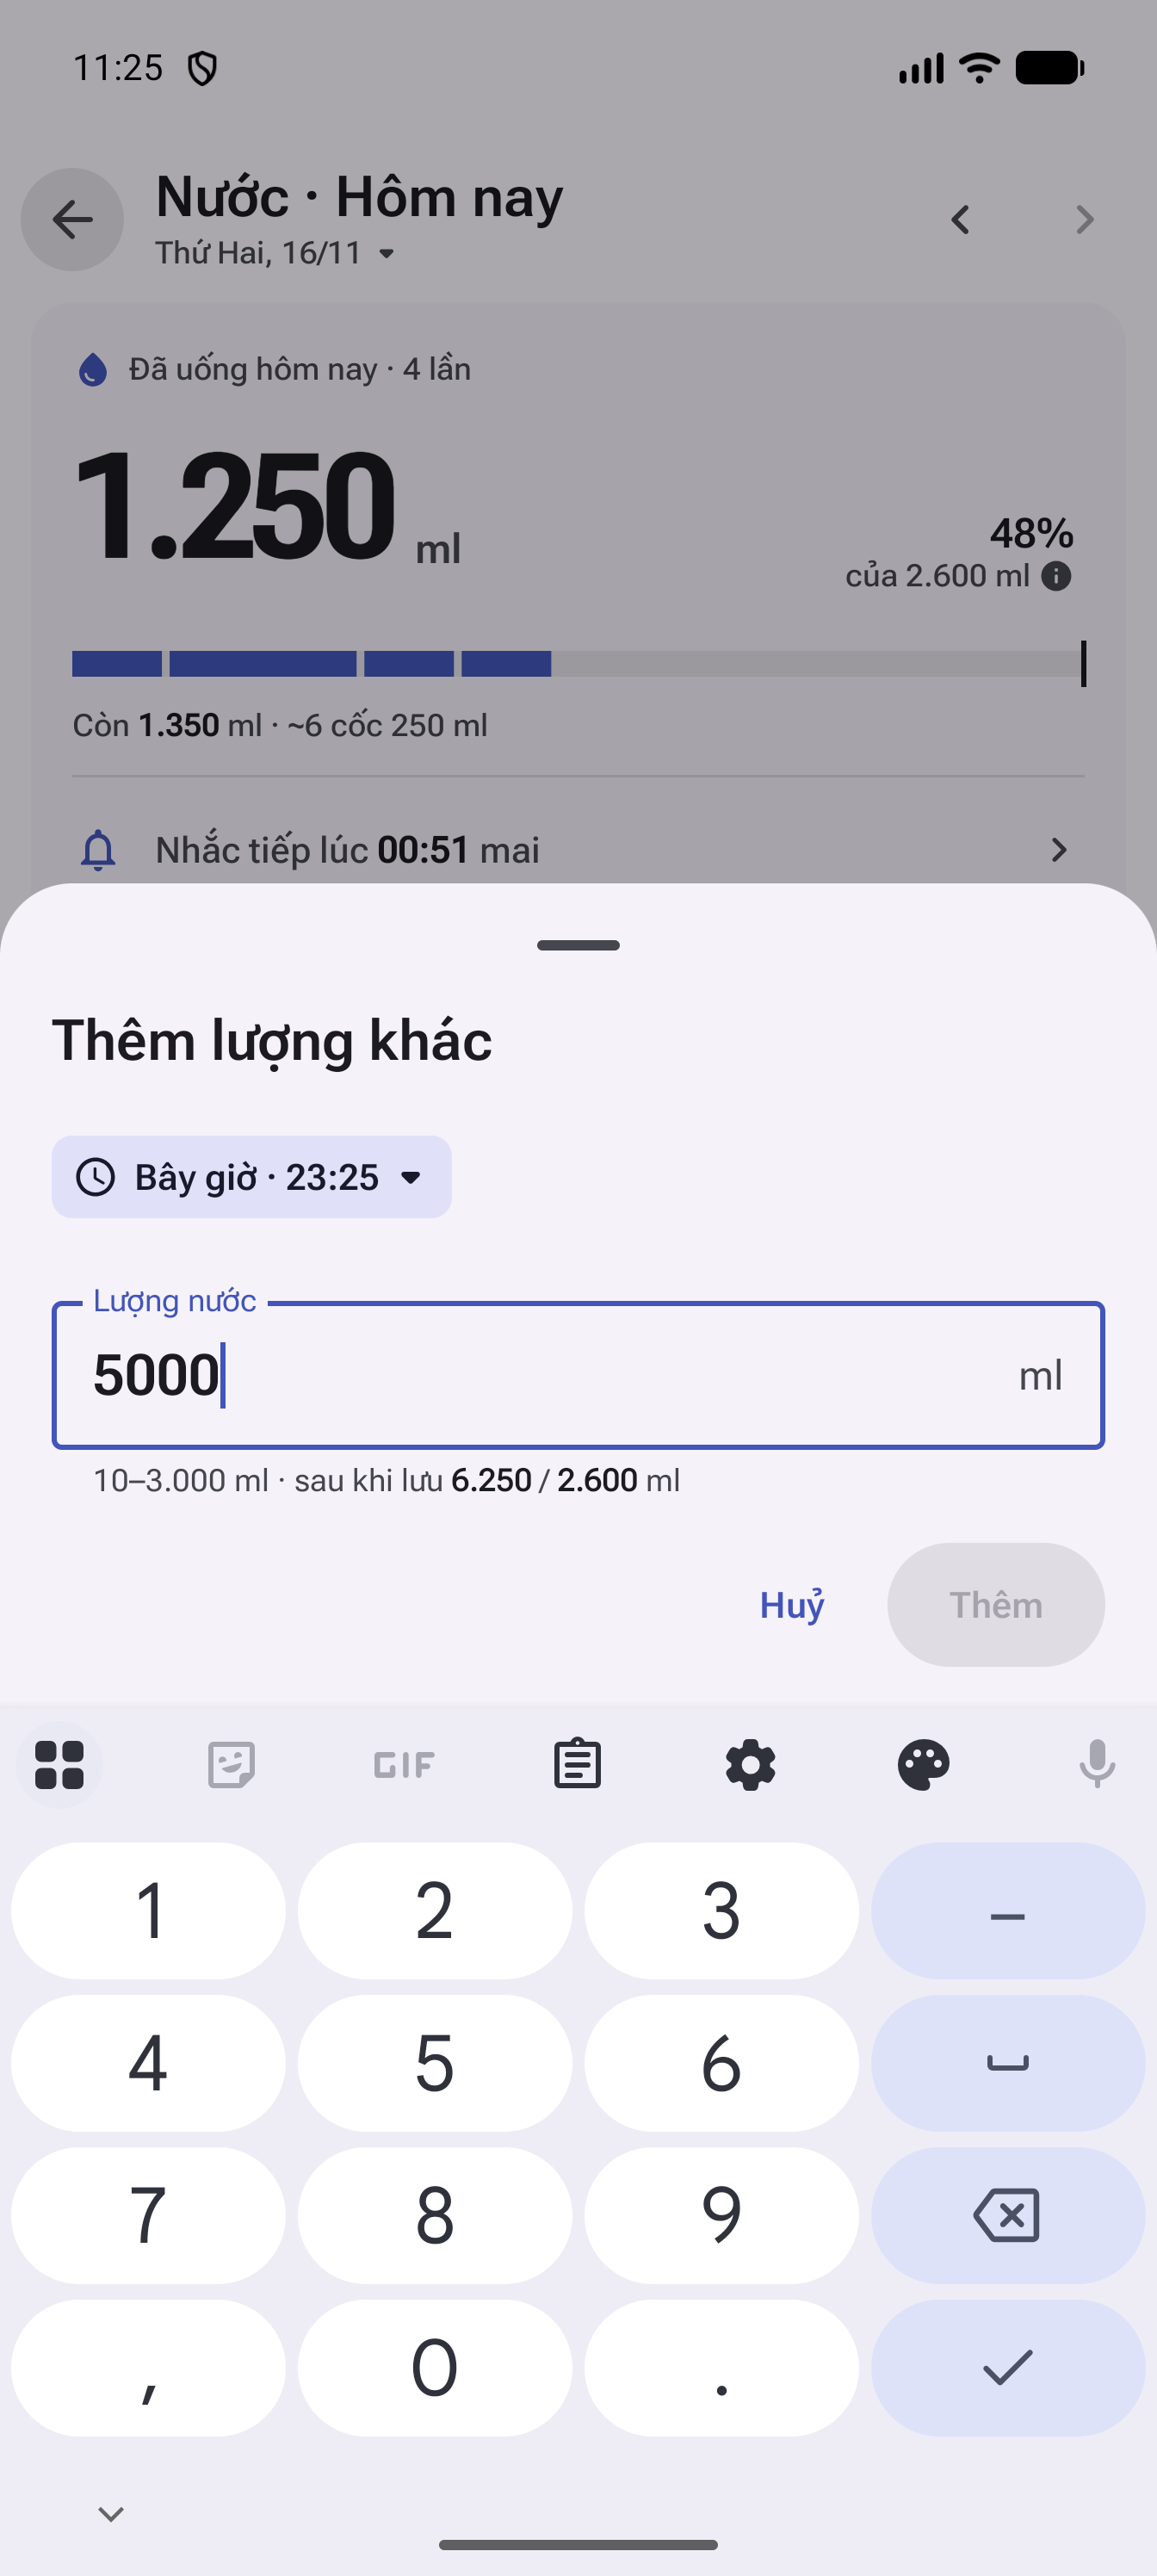 11:25
Nước · Hôm nay
Thứ Hai, 16/11
Đã uống hôm nay · 4 lần
1.250 ml
48%
của 2.600 ml
Còn 1.350 ml · ~6 cốc 250 ml
Nhắc tiếp lúc 00:51 mai
Thêm lượng khác
Bây giờ · 23:25
Lượng nước
5000 ml
10–3.000 ml · sau khi lưu 6.250 / 2.600 ml
Huỷ Thêm
GIF
1 2 3 –
4 5 6
7 8 9
, 0 .